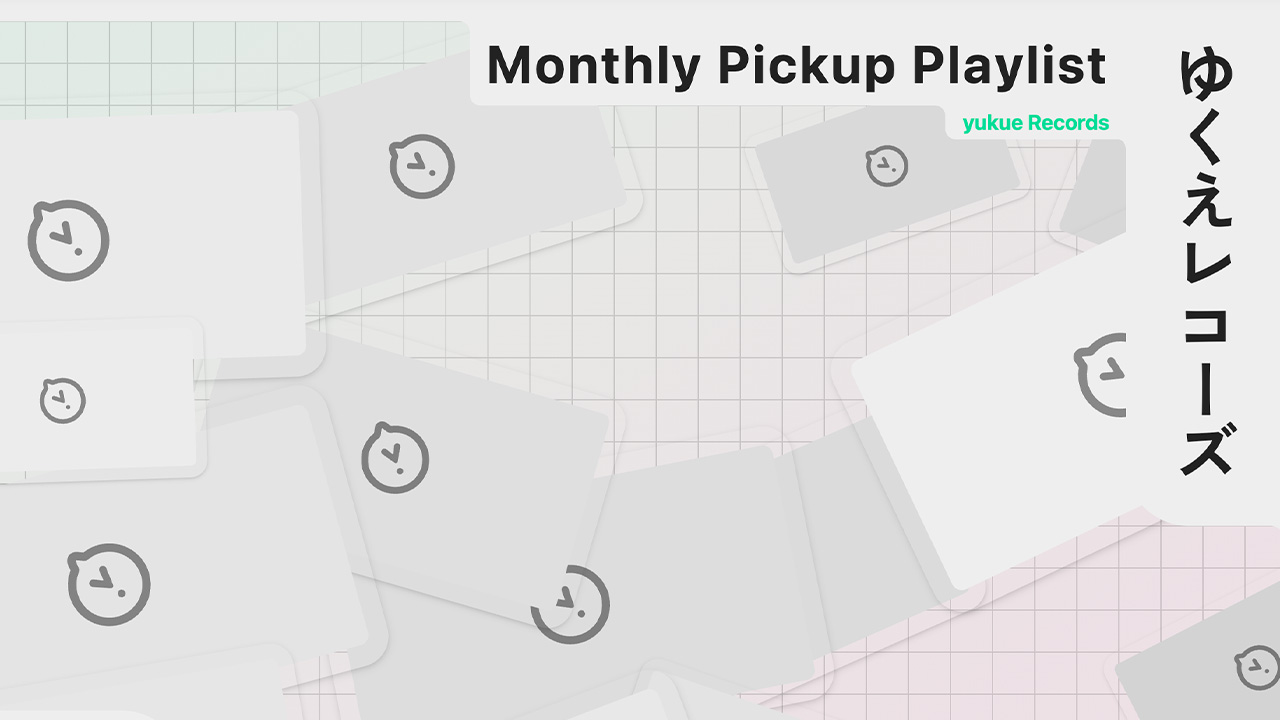 Monthly Pickup Playlist
yukue Records
ゆくえレコーズ